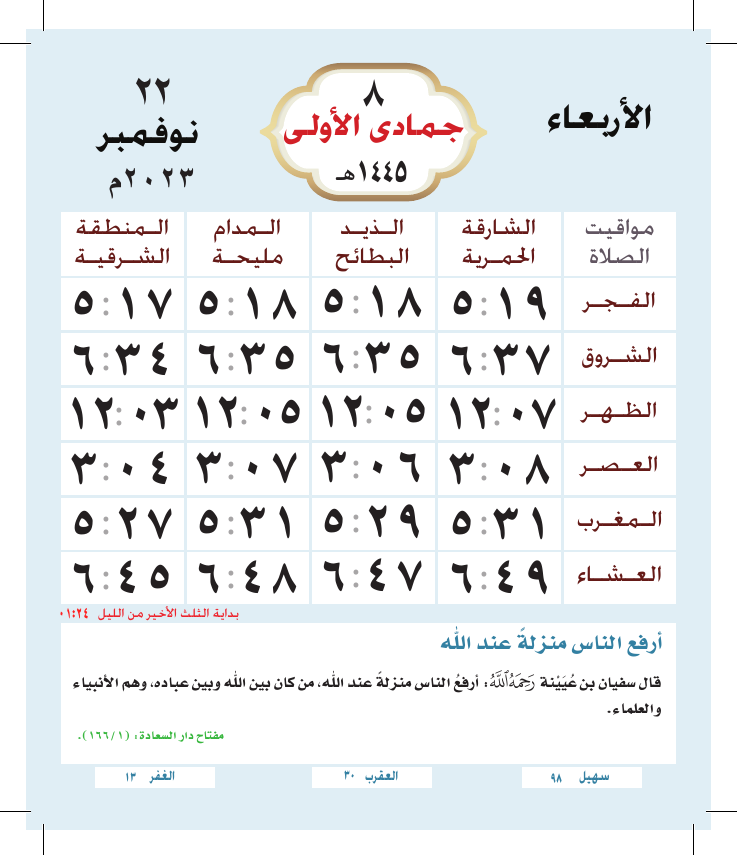 الأربعاء
٨
جمادى الأولى
١٤٤٥هـ
٢٢
نوفمبر
٢٠٢٣م
مواقيت الصلاة | الشارقة الحمرية | الذيد البطائح | المدام مليحة | المنطقة الشرقية
الفجر | ٥:١٩ | ٥:١٨ | ٥:١٨ | ٥:١٧
الشروق | ٦:٣٧ | ٦:٣٥ | ٦:٣٥ | ٦:٣٤
الظهر | ١٢:٠٧ | ١٢:٠٥ | ١٢:٠٥ | ١٢:٠٣
العصر | ٣:٠٨ | ٣:٠٦ | ٣:٠٧ | ٣:٠٤
المغرب | ٥:٣١ | ٥:٢٩ | ٥:٣١ | ٥:٢٧
العشاء | ٦:٤٩ | ٦:٤٧ | ٦:٤٨ | ٦:٤٥
بداية الثلث الأخير من الليل ٠١:٢٤
أرفع الناس منزلةً عند الله
قال سفيان بن عُيَيْنة رَحِمَهُ ٱللَّهُ: أرفعُ الناس منزلةً عند الله، من كان بين الله وبين عباده، وهم الأنبياء
والعلماء.
مفتاح دار السعادة: (١/ ١٦٦).
سهيل ٩٨
العقرب ٣٠
الغفر ١٣